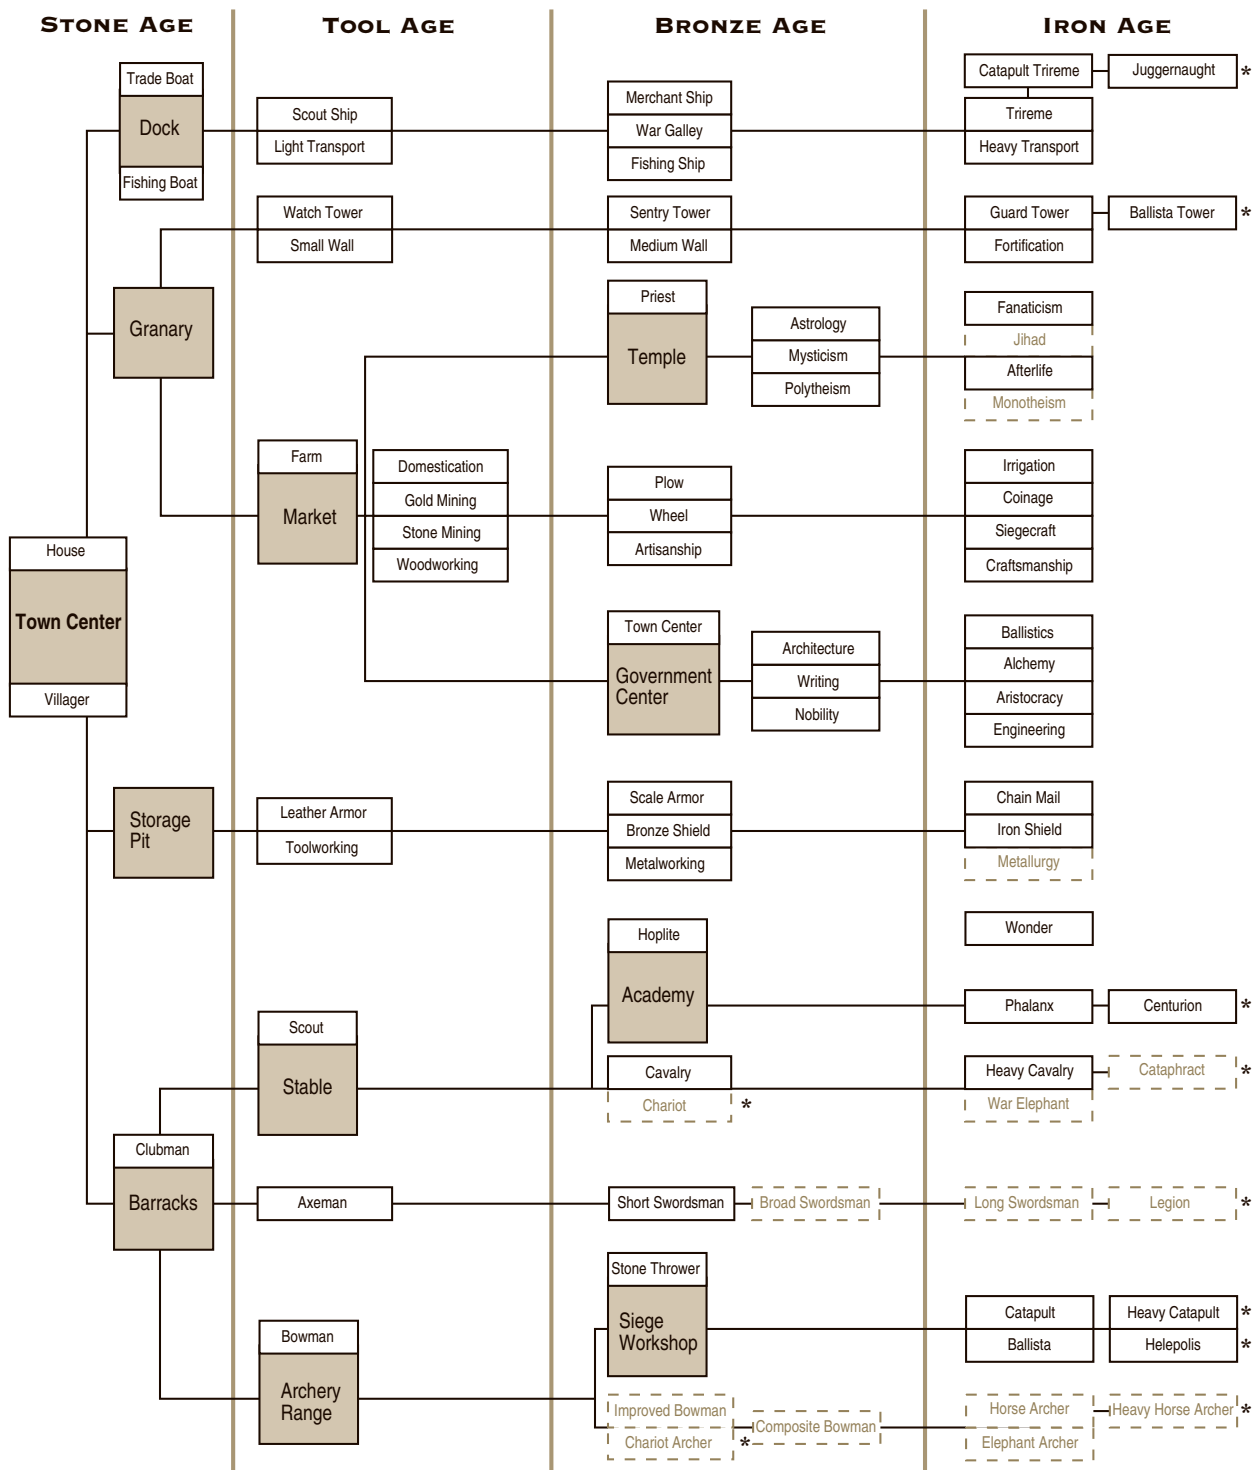 STONE AGE
TOOL AGE
BRONZE AGE
IRON AGE
Trade Boat
Dock
Fishing Boat
Scout Ship
Light Transport
Merchant Ship
War Galley
Fishing Ship
Catapult Trireme
Juggernaught
*
Trireme
Heavy Transport
Granary
Watch Tower
Small Wall
Sentry Tower
Medium Wall
Guard Tower
Ballista Tower
*
Fortification
Priest
Temple
Astrology
Mysticism
Polytheism
Fanaticism
Jihad
Afterlife
Monotheism
Farm
Market
Domestication
Gold Mining
Stone Mining
Woodworking
Plow
Wheel
Artisanship
Irrigation
Coinage
Siegecraft
Craftsmanship
House
Town Center
Villager
Town Center
Government
Center
Architecture
Writing
Nobility
Ballistics
Alchemy
Aristocracy
Engineering
Storage
Pit
Leather Armor
Toolworking
Scale Armor
Bronze Shield
Metalworking
Chain Mail
Iron Shield
Metallurgy
Wonder
Hoplite
Academy
Phalanx
Centurion
*
Scout
Stable
Cavalry
Chariot
*
Heavy Cavalry
Cataphract
*
War Elephant
Clubman
Barracks
Axeman
Short Swordsman
Broad Swordsman
Long Swordsman
Legion
*
Stone Thrower
Siege
Workshop
Catapult
Heavy Catapult
*
Ballista
Helepolis
*
Bowman
Archery
Range
Improved Bowman
Chariot Archer
*
Composite Bowman
Horse Archer
Heavy Horse Archer
*
Elephant Archer